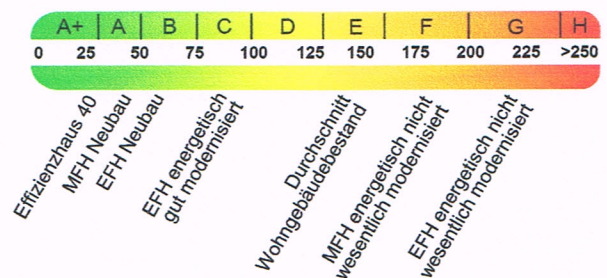 A+ A B C D E F G H
0 25 50 75 100 125 150 175 200 225 >250
Effizienzhaus 40
MFH Neubau
EFH Neubau
EFH energetisch
gut modernisiert
Durchschnitt
Wohngebäudebestand
MFH energetisch nicht
wesentlich modernisiert
EFH energetisch nicht
wesentlich modernisiert